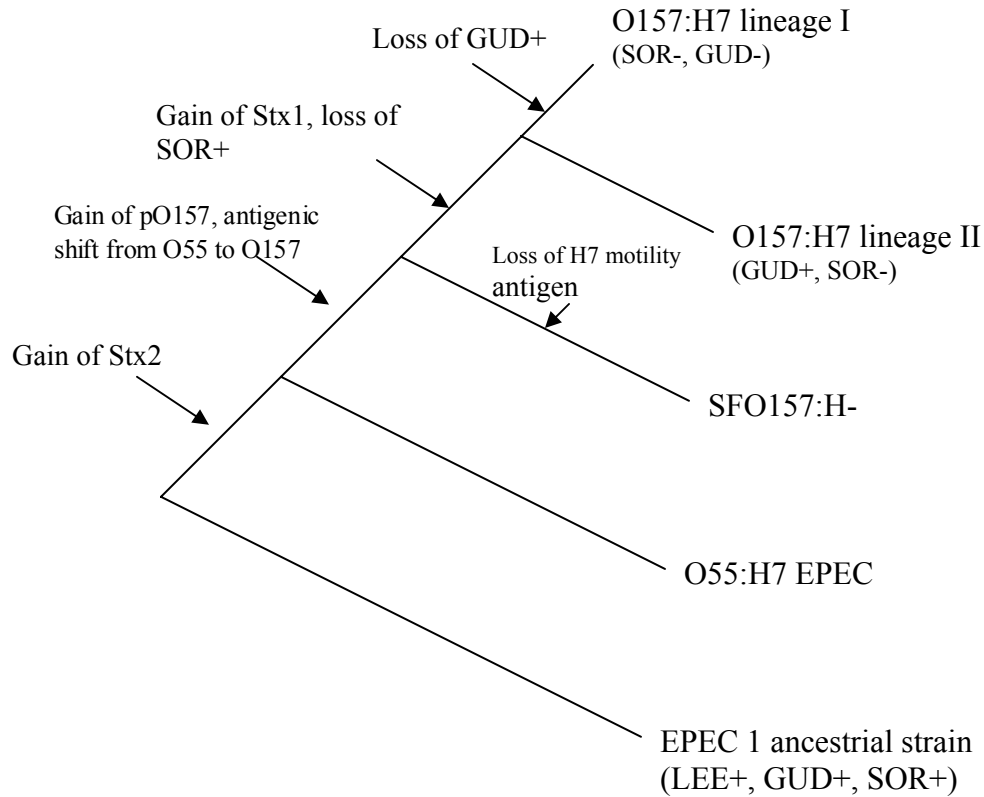 O157:H7 lineage I
(SOR-, GUD-)
Loss of GUD+
Gain of Stx1, loss of
SOR+
Gain of pO157, antigenic
shift from O55 to O157
O157:H7 lineage II
(GUD+, SOR-)
Loss of H7 motility
antigen
Gain of Stx2
SFO157:H-
O55:H7 EPEC
EPEC 1 ancestrial strain
(LEE+, GUD+, SOR+)